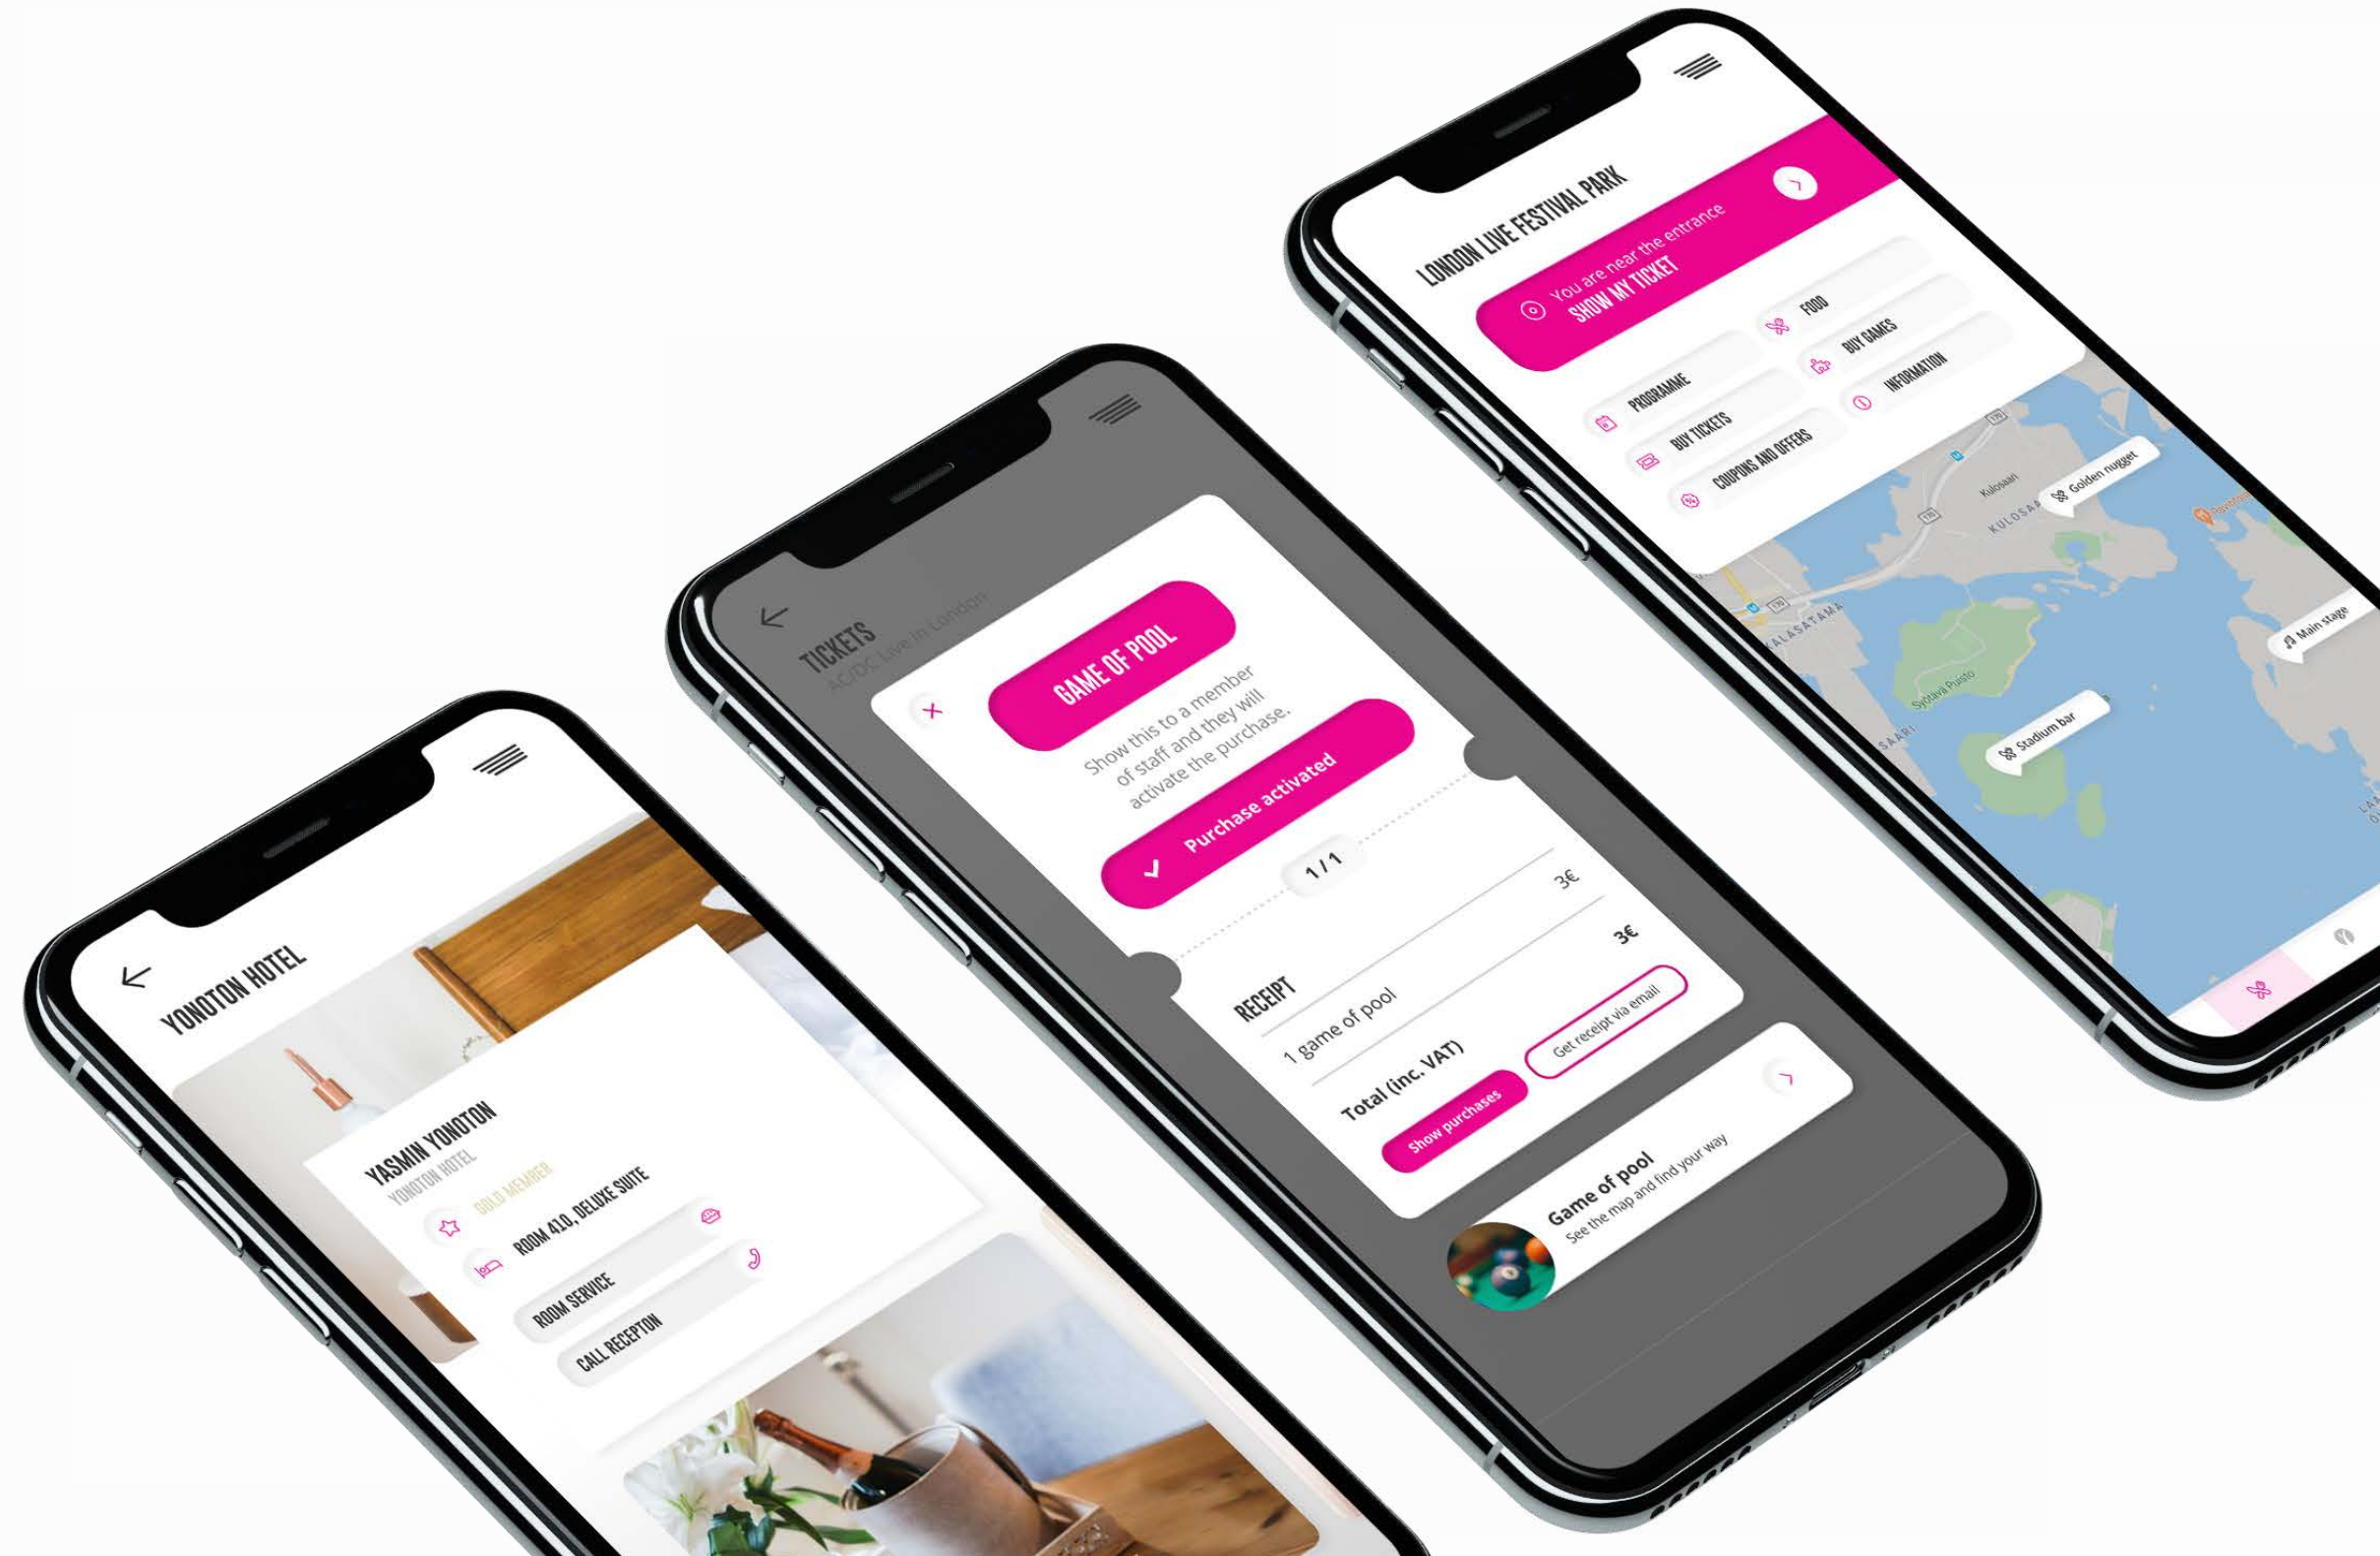 YONOTON HOTEL
YASMIN YONOTON
YONOTON HOTEL
GOLD MEMBER
ROOM 410, DELUXE SUITE
ROOM SERVICE
CALL RECEPTON
TICKETS
AC/DC Live in London
GAME OF POOL
Show this to a member
of staff and they will
activate the purchase.
Purchase activated
1 / 1
RECEIPT
1 game of pool 3€
Total (inc. VAT) 3€
Show purchases
Get receipt via email
Game of pool
See the map and find your way
LONDON LIVE FESTIVAL PARK
You are near the entrance
SHOW MY TICKET
PROGRAMME
FOOD
BUY TICKETS
BUY GAMES
COUPONS AND OFFERS
INFORMATION
170
M
Kulosaari
Golden nugget
170
170
M
KALASATAMA
Syötävä Puisto
Main stage
Stadium bar